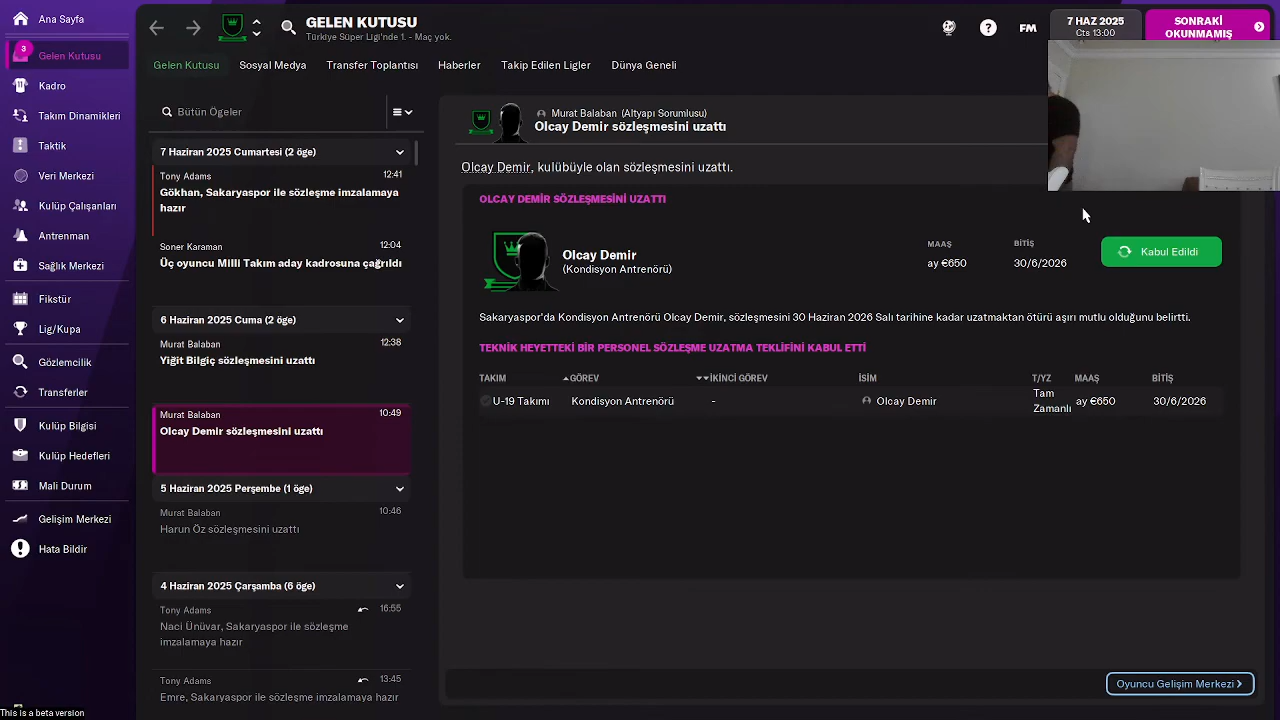 Ana Sayfa
3
Gelen Kutusu
Kadro
Takım Dinamikleri
Taktik
Veri Merkezi
Kulüp Çalışanları
Antrenman
Sağlık Merkezi
Fikstür
Lig/Kupa
Gözlemcilik
Transferler
Kulüp Bilgisi
Kulüp Hedefleri
Mali Durum
Gelişim Merkezi
Hata Bildir
This is a beta version
GELEN KUTUSU
Türkiye Süper Ligi'nde 1. - Maç yok.
FM
7 HAZ 2025
Cts 13:00
SONRAKİ
OKUNMAMIŞ
Gelen Kutusu
Sosyal Medya
Transfer Toplantısı
Haberler
Takip Edilen Ligler
Dünya Geneli
Bütün Ögeler
7 Haziran 2025 Cumartesi (2 öge)
Tony Adams 12:41
Gökhan, Sakaryaspor ile sözleşme imzalamaya
hazır
Soner Karaman 12:04
Üç oyuncu Milli Takım aday kadrosuna çağrıldı
6 Haziran 2025 Cuma (2 öge)
Murat Balaban 12:38
Yiğit Bilgiç sözleşmesini uzattı
Murat Balaban 10:49
Olcay Demir sözleşmesini uzattı
5 Haziran 2025 Perşembe (1 öge)
Murat Balaban 10:46
Harun Öz sözleşmesini uzattı
4 Haziran 2025 Çarşamba (6 öge)
Tony Adams 16:55
Naci Ünüvar, Sakaryaspor ile sözleşme
imzalamaya hazır
Tony Adams 13:45
Emre, Sakaryaspor ile sözleşme imzalamaya hazır
Murat Balaban (Altyapı Sorumlusu)
Olcay Demir sözleşmesini uzattı
Olcay Demir, kulübüyle olan sözleşmesini uzattı.
OLCAY DEMİR SÖZLEŞMESİNİ UZATTI
Olcay Demir
(Kondisyon Antrenörü)
MAAŞ
ay €650
BİTİŞ
30/6/2026
Kabul Edildi
Sakaryaspor'da Kondisyon Antrenörü Olcay Demir, sözleşmesini 30 Haziran 2026 Salı tarihine kadar uzatmaktan ötürü aşırı mutlu olduğunu belirtti.
TEKNİK HEYETTEKİ BİR PERSONEL SÖZLEŞME UZATMA TEKLİFİNİ KABUL ETTİ
TAKIM GÖREV İKİNCİ GÖREV İSİM T/YZ MAAŞ BİTİŞ
U-19 Takımı Kondisyon Antrenörü - Olcay Demir Tam Zamanlı ay €650 30/6/2026
Oyuncu Gelişim Merkezi